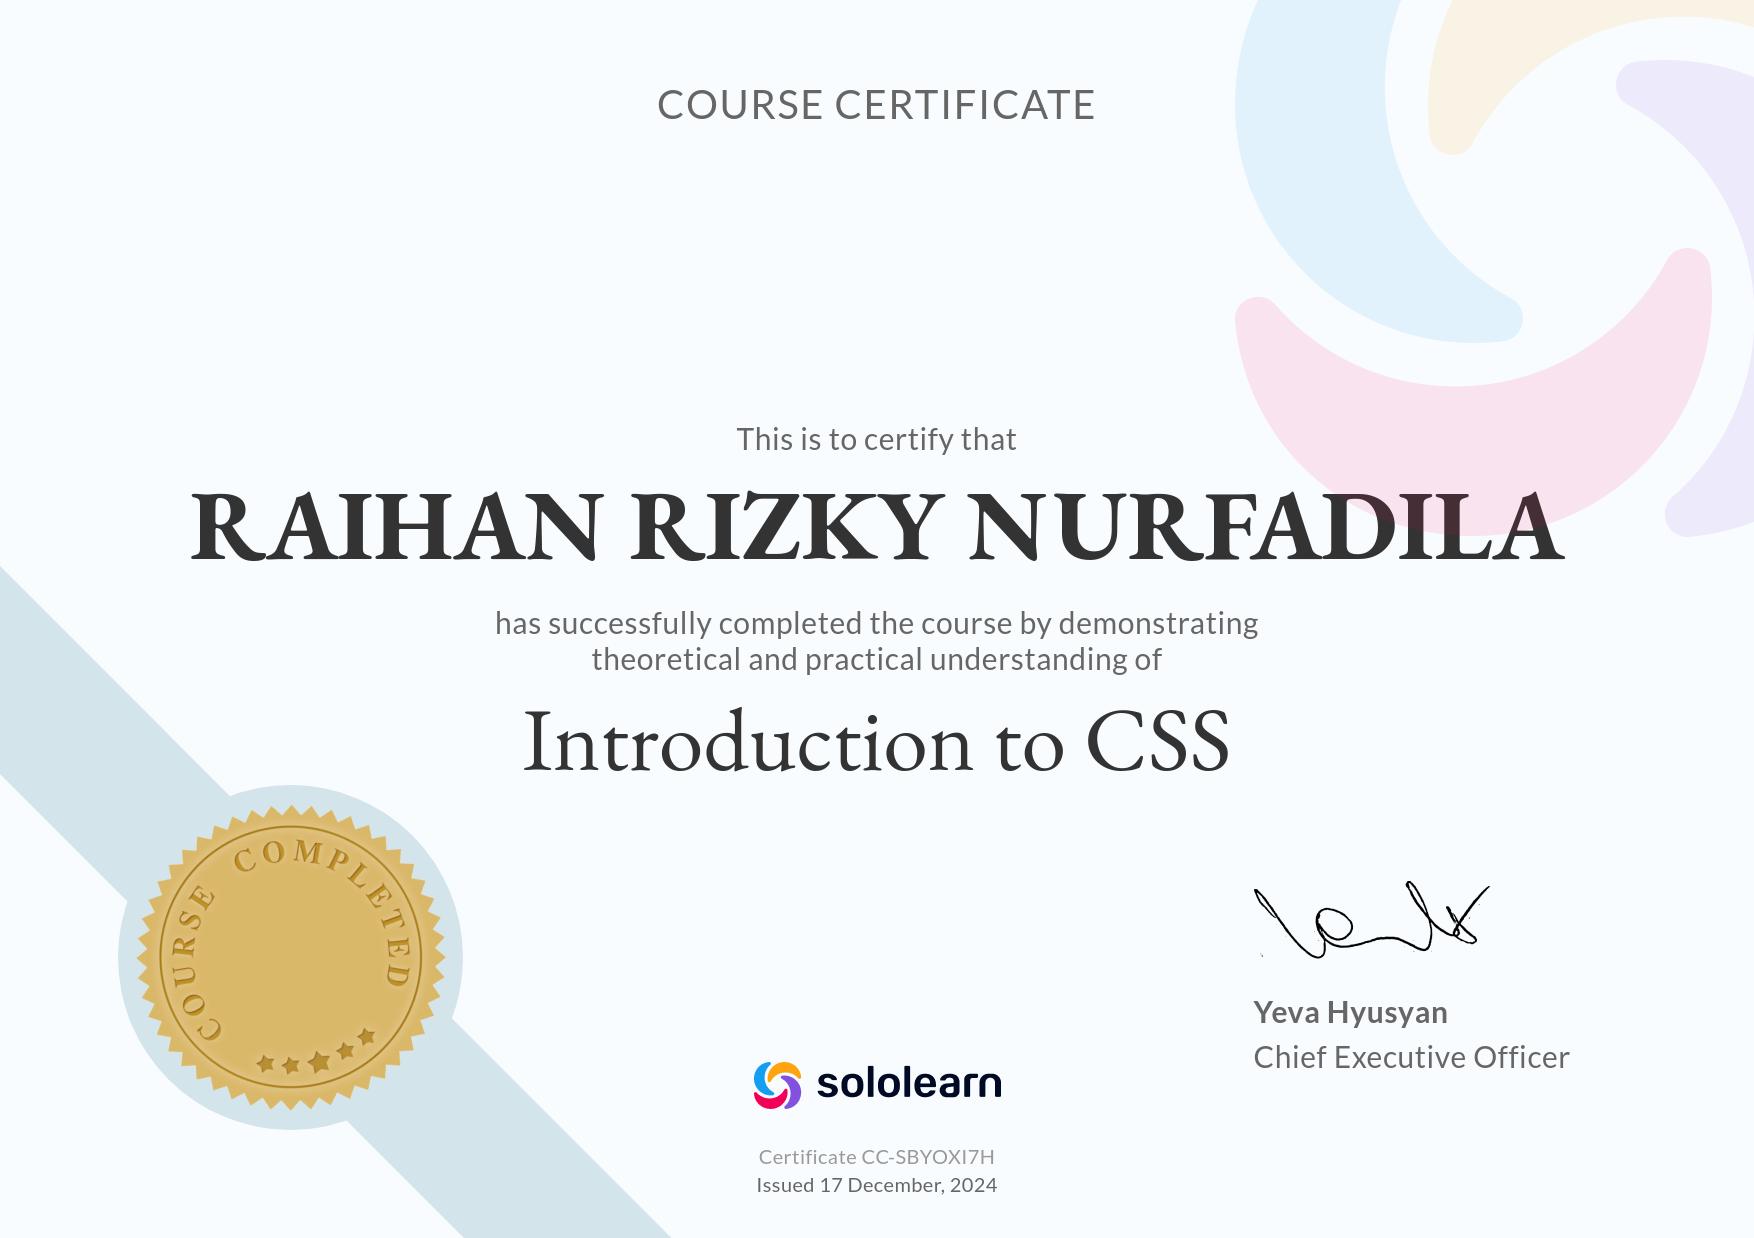 COURSE CERTIFICATE
This is to certify that
RAIHAN RIZKY NURFADILA
has successfully completed the course by demonstrating
theoretical and practical understanding of
Introduction to CSS
COURSE COMPLETED
Yeva Hyusyan
Chief Executive Officer
sololearn
Certificate CC-SBYOXI7H
Issued 17 December, 2024